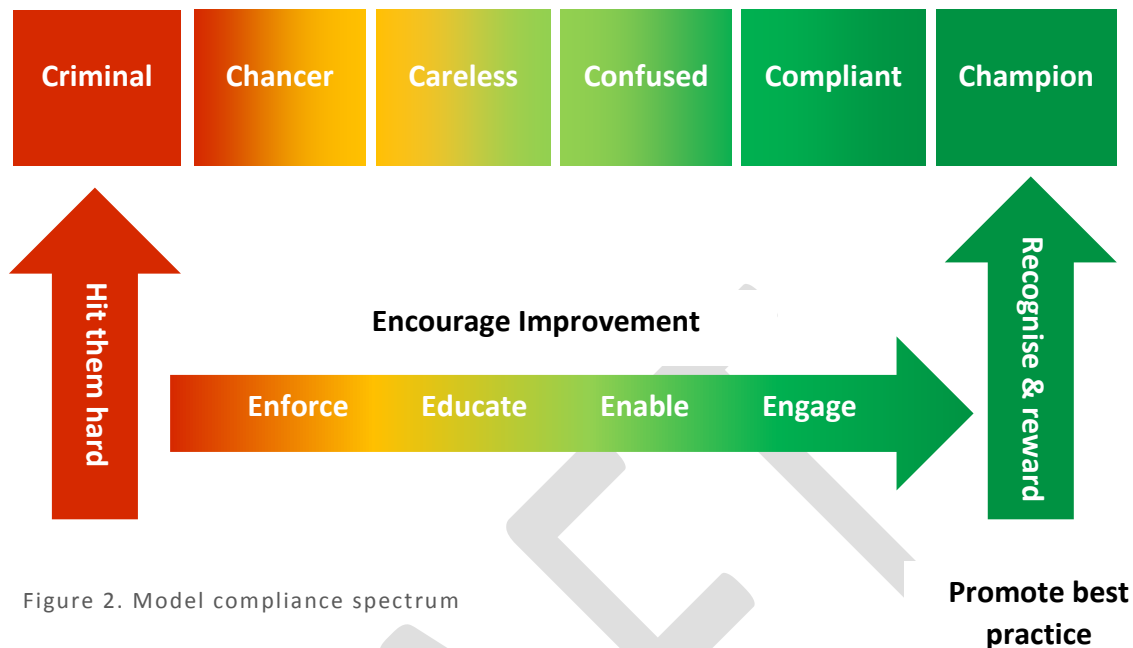 Criminal
Chancer
Careless
Confused
Compliant
Champion
Hit them hard
Encourage Improvement
Enforce
Educate
Enable
Engage
Recognise & reward
Figure 2. Model compliance spectrum
Promote best
practice